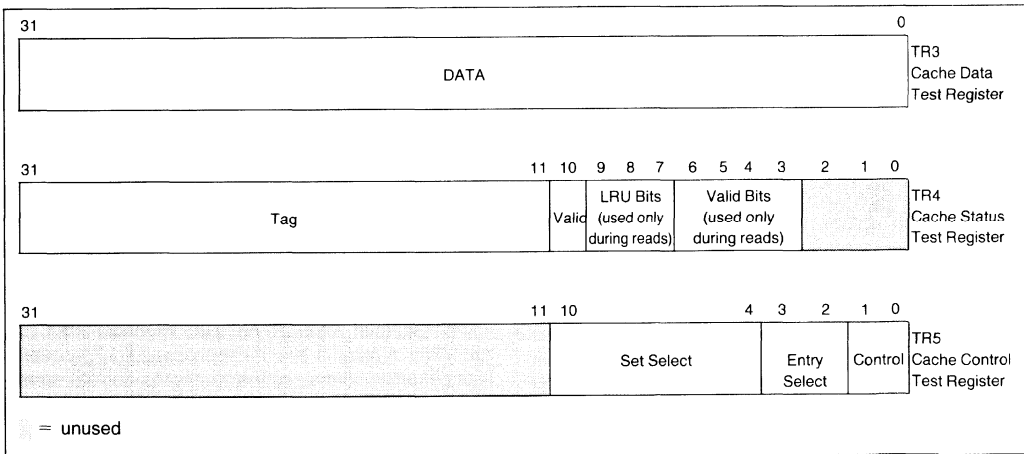 31 0
DATA
TR3
Cache Data
Test Register
31 11 10 9 8 7 6 5 4 3 2 1 0
Tag
Valid
LRU Bits
(used only
during reads)
Valid Bits
(used only
during reads)
TR4
Cache Status
Test Register
31 11 10 4 3 2 1 0
Set Select
Entry
Select
Control
TR5
Cache Control
Test Register
= unused